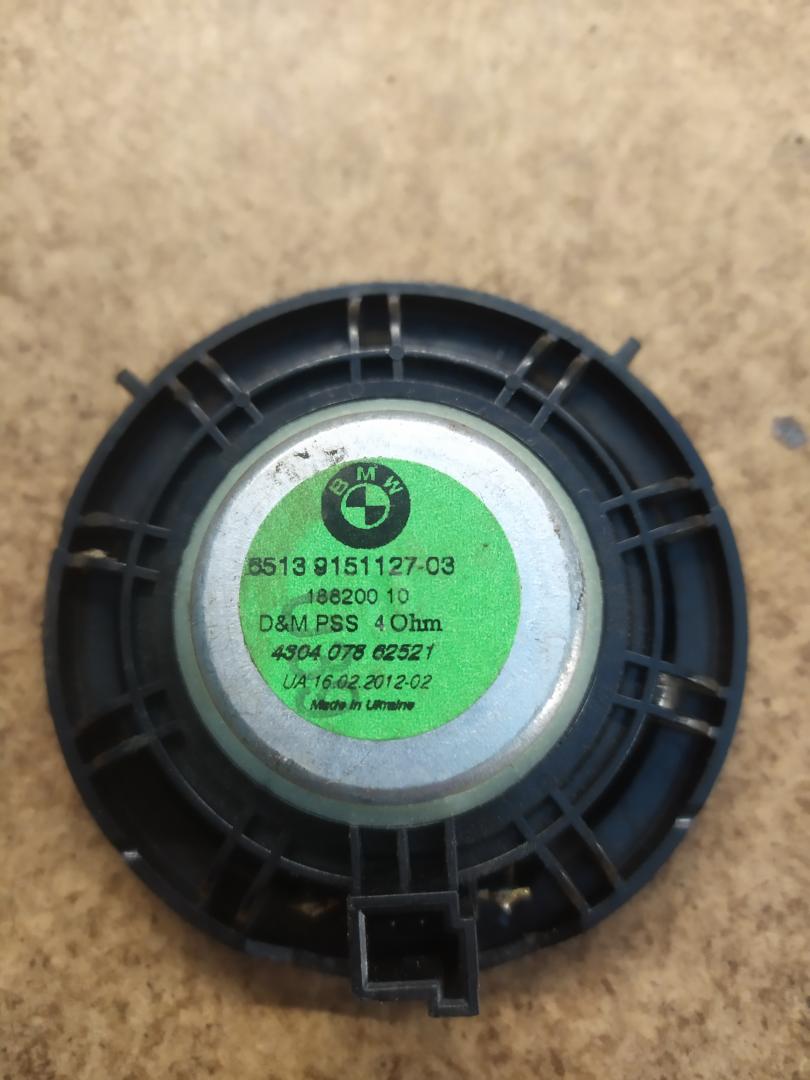 BMW
6513 9151127-03
186200 10
D&M PSS 4 Ohm
4304 078 62521
UA 16.02.2012-02
Made in Ukraine